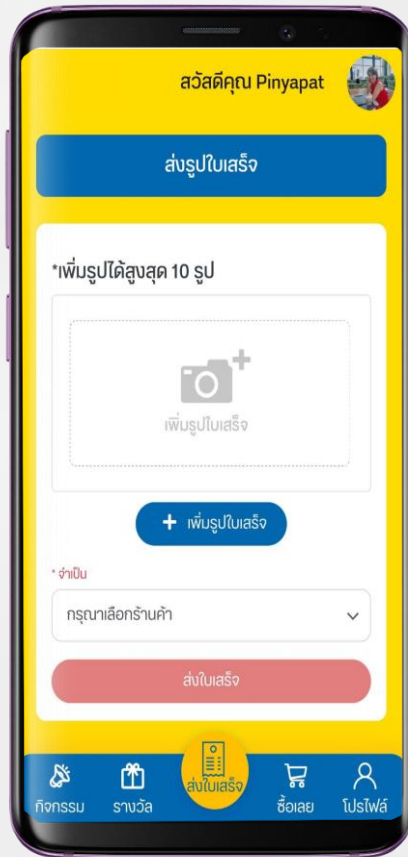 สวัสดีคุณ Pinyapat
ส่งรูปใบเสร็จ
*เพิ่มรูปได้สูงสุด 10 รูป
เพิ่มรูปใบเสร็จ
+ เพิ่มรูปใบเสร็จ
* จำเป็น
กรุณาเลือกร้านค้า
ส่งใบเสร็จ
กิจกรรม
รางวัล
ส่งใบเสร็จ
ซื้อเลย
โปรไฟล์